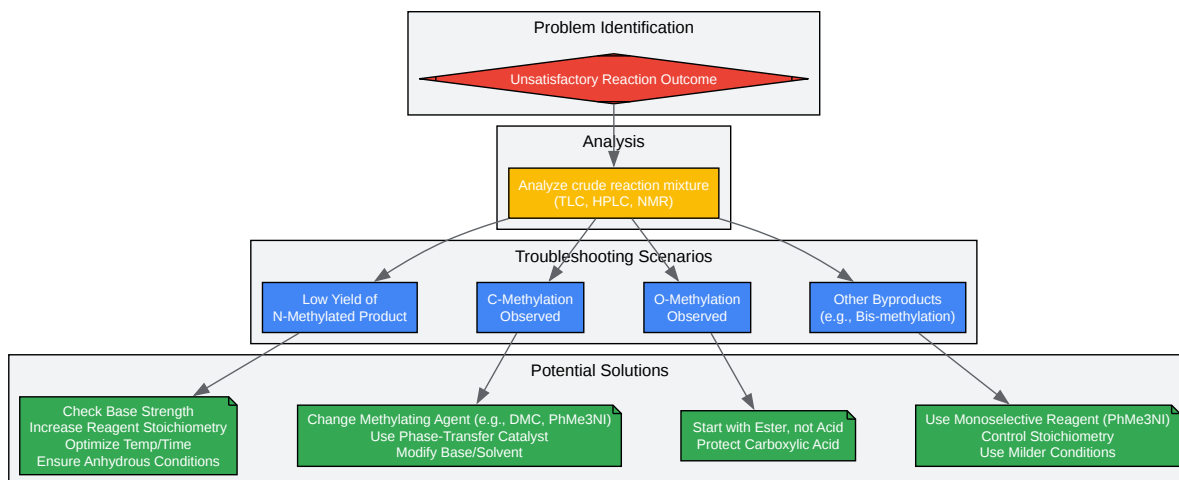 Problem Identification
Unsatisfactory Reaction Outcome
Analysis
Analyze crude reaction mixture
(TLC, HPLC, NMR)
Troubleshooting Scenarios
Low Yield of
N-Methylated Product
C-Methylation
Observed
O-Methylation
Observed
Other Byproducts
(e.g., Bis-methylation)
Potential Solutions
Check Base Strength
Increase Reagent Stoichiometry
Optimize Temp/Time
Ensure Anhydrous Conditions
Change Methylating Agent (e.g., DMC, PhMe3NI)
Use Phase-Transfer Catalyst
Modify Base/Solvent
Start with Ester, not Acid
Protect Carboxylic Acid
Use Monoselective Reagent (PhMe3NI)
Control Stoichiometry
Use Milder Conditions